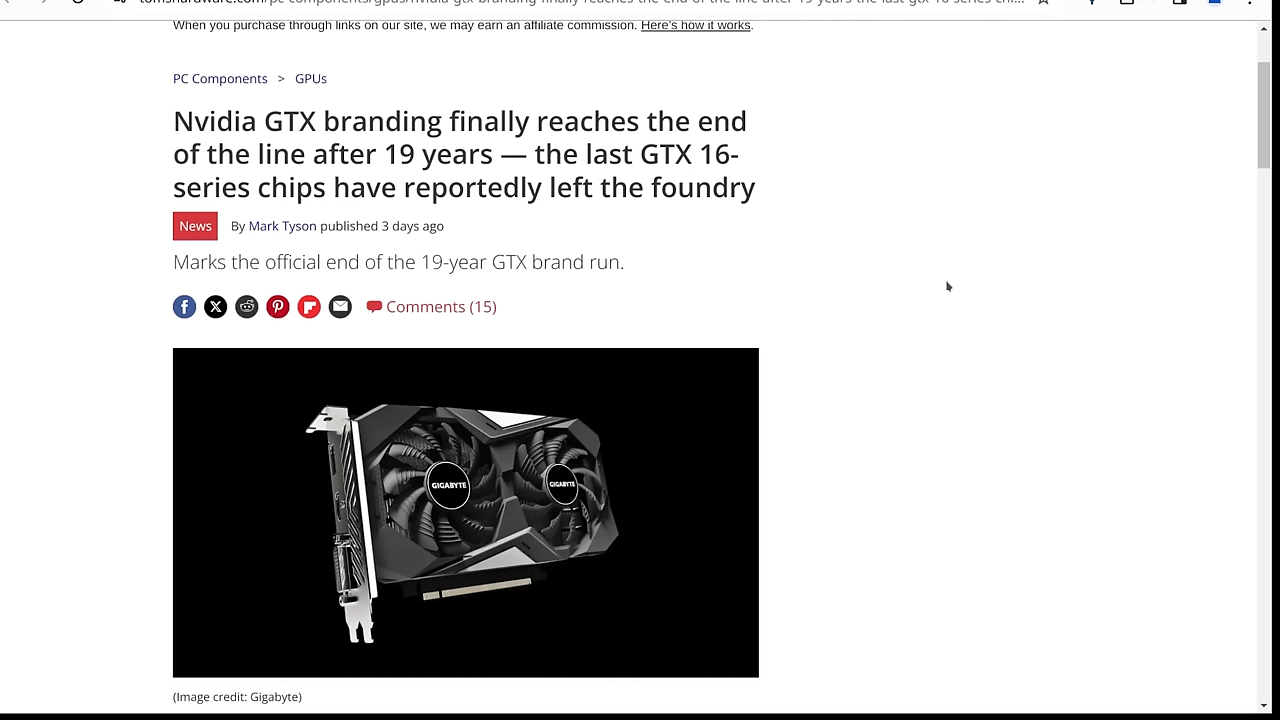 When you purchase through links on our site, we may earn an affiliate commission. Here's how it works.
PC Components > GPUs
Nvidia GTX branding finally reaches the end
of the line after 19 years — the last GTX 16-
series chips have reportedly left the foundry
News By Mark Tyson published 3 days ago
Marks the official end of the 19-year GTX brand run.
Comments (15)
GIGABYTE GIGABYTE
(Image credit: Gigabyte)